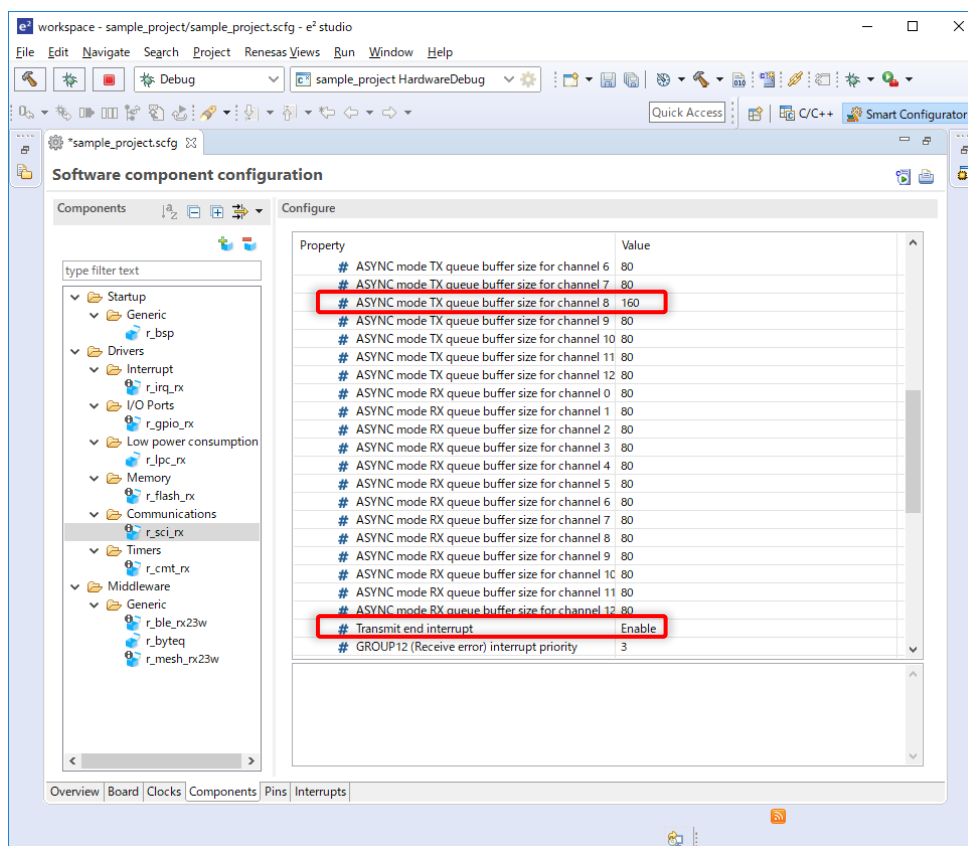 workspace - sample_project/sample_project.scfg - e² studio
File Edit Navigate Search Project Renesas Views Run Window Help
Debug sample_project HardwareDebug
Quick Access C/C++ Smart Configurator
*sample_project.scfg
Software component configuration
Components
Configure
type filter text
Startup
Generic
r_bsp
Drivers
Interrupt
r_irq_rx
I/O Ports
r_gpio_rx
Low power consumption
r_lpc_rx
Memory
r_flash_rx
Communications
r_sci_rx
Timers
r_cmt_rx
Middleware
Generic
r_ble_rx23w
r_byteq
r_mesh_rx23w
Property Value
# ASYNC mode TX queue buffer size for channel 6 80
# ASYNC mode TX queue buffer size for channel 7 80
# ASYNC mode TX queue buffer size for channel 8 160
# ASYNC mode TX queue buffer size for channel 9 80
# ASYNC mode TX queue buffer size for channel 10 80
# ASYNC mode TX queue buffer size for channel 11 80
# ASYNC mode TX queue buffer size for channel 12 80
# ASYNC mode RX queue buffer size for channel 0 80
# ASYNC mode RX queue buffer size for channel 1 80
# ASYNC mode RX queue buffer size for channel 2 80
# ASYNC mode RX queue buffer size for channel 3 80
# ASYNC mode RX queue buffer size for channel 4 80
# ASYNC mode RX queue buffer size for channel 5 80
# ASYNC mode RX queue buffer size for channel 6 80
# ASYNC mode RX queue buffer size for channel 7 80
# ASYNC mode RX queue buffer size for channel 8 80
# ASYNC mode RX queue buffer size for channel 9 80
# ASYNC mode RX queue buffer size for channel 10 80
# ASYNC mode RX queue buffer size for channel 11 80
# ASYNC mode RX queue buffer size for channel 12 80
# Transmit end interrupt Enable
# GROUP12 (Receive error) interrupt priority 3
Overview Board Clocks Components Pins Interrupts